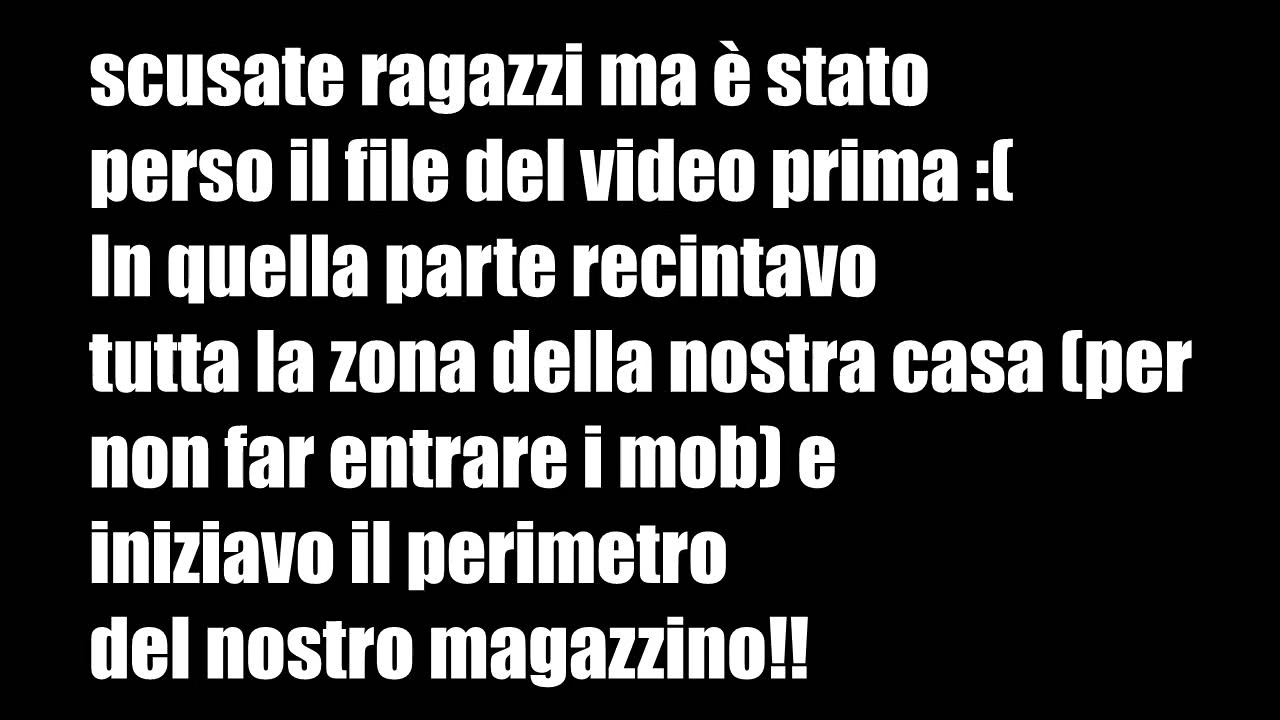 scusate ragazzi ma è stato
perso il file del video prima :(
In quella parte recintavo
tutta la zona della nostra casa (per
non far entrare i mob) e
iniziavo il perimetro
del nostro magazzino!!